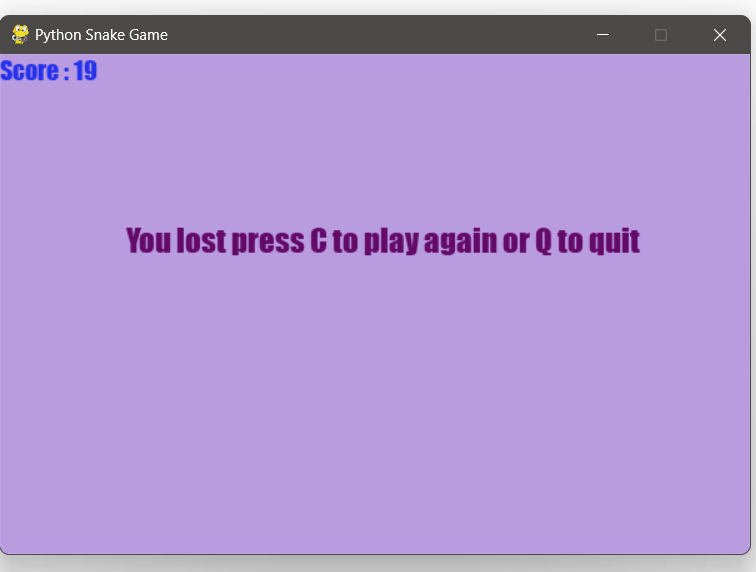 Python Snake Game
Score : 19
You lost press C to play again or Q to quit